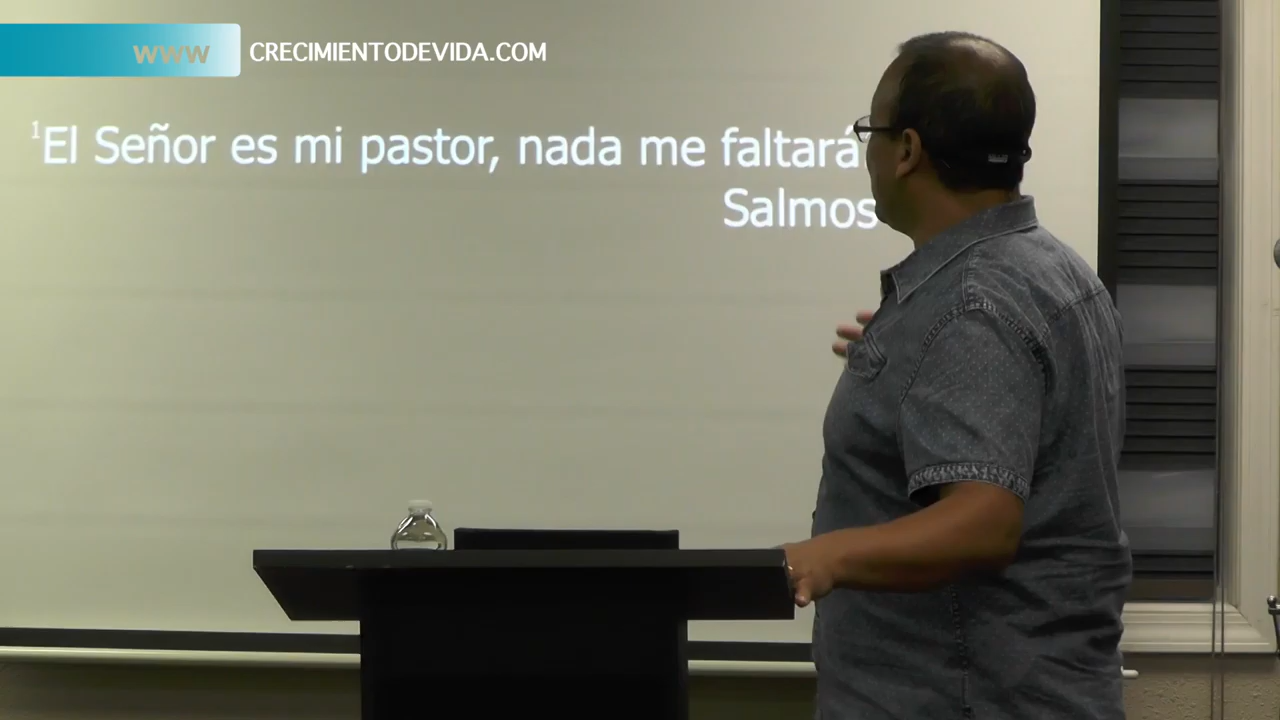 WWW CRECIMIENTODEVIDA.COM
¹El Señor es mi pastor, nada me faltará
Salmos